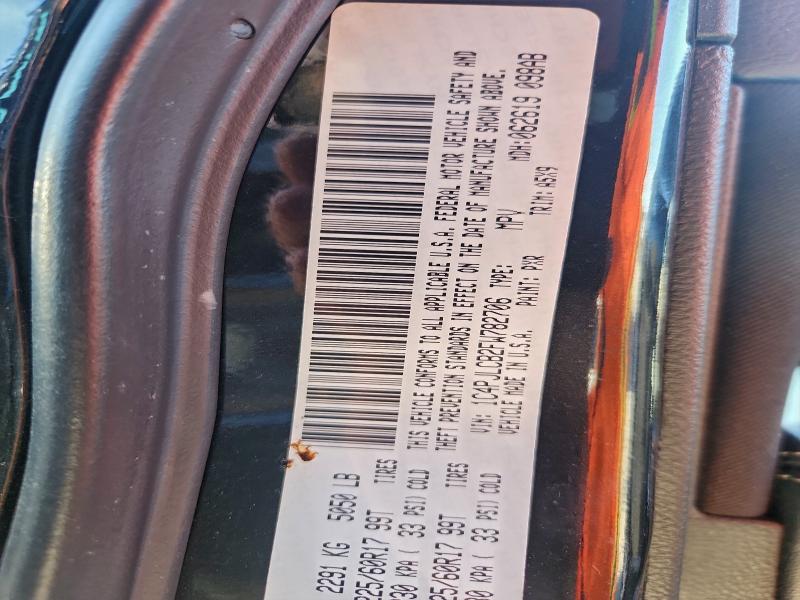 2291 KG 5050 LB
225/60R17 99T TIRES
30 KPA ( 33 PSI) COLD
25/60R17 99T TIRES
30 KPA ( 33 PSI) COLD
THIS VEHICLE CONFORMS TO ALL APPLICABLE U.S.A. FEDERAL MOTOR VEHICLE SAFETY AND
THEFT PREVENTION STANDARDS IN EFFECT ON THE DATE OF MANUFACTURE SHOWN ABOVE.
VIN: 1C4PJLCB2FW782706 TYPE: MPV MDH: 062619 098AB
VEHICLE MADE IN U.S.A. PAINT: PXR TRIM: A5X9